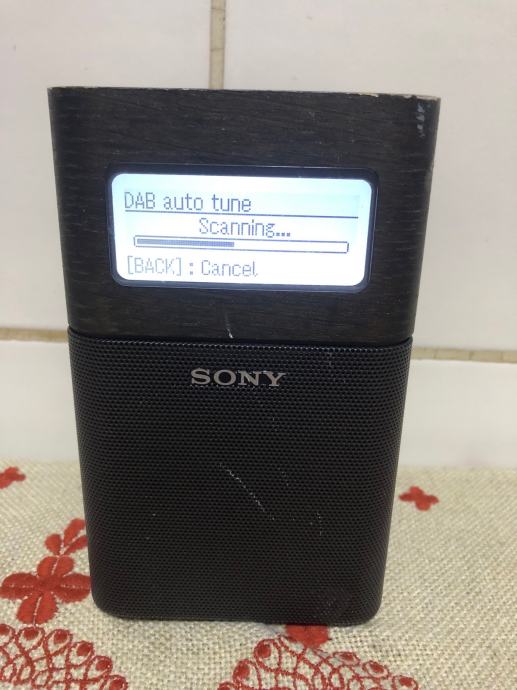 DAB auto tune
Scanning...
[BACK] : Cancel
SONY